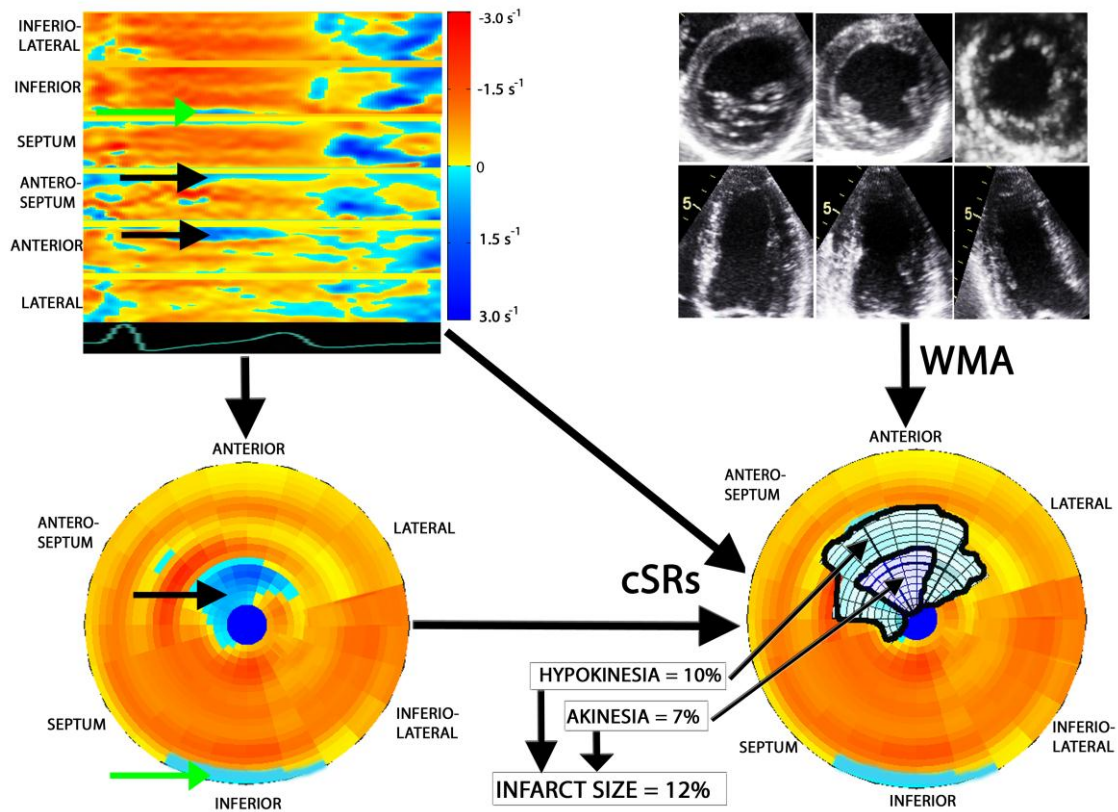 INFERIO-
LATERAL
INFERIOR
SEPTUM
ANTERO-
SEPTUM
ANTERIOR
LATERAL
-3.0 s-1
-1.5 s-1
0
1.5 s-1
3.0 s-1
5
5
5
WMA
ANTERIOR
ANTERO-
SEPTUM
LATERAL
SEPTUM
INFERIO-
LATERAL
INFERIOR
cSRs
HYPOKINESIA = 10%
AKINESIA = 7%
INFARCT SIZE = 12%
ANTERIOR
ANTERO-
SEPTUM
LATERAL
SEPTUM
INFERIO-
LATERAL
INFERIOR